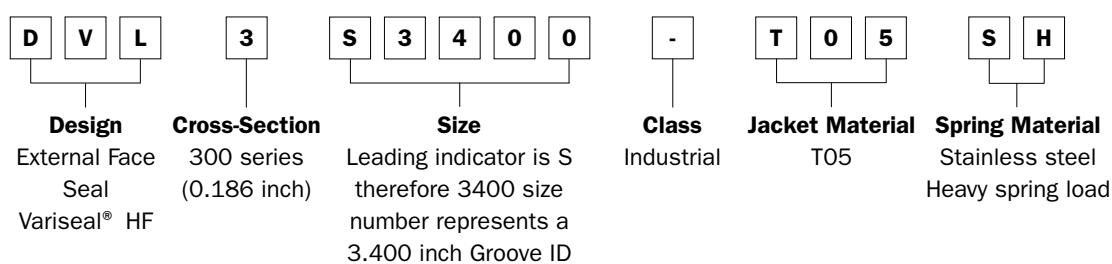 D V L 3 S 3 4 0 0 - T 0 5 S H
Design Cross-Section Size Class Jacket Material Spring Material
External Face 300 series Leading indicator is S Industrial T05 Stainless steel
Seal (0.186 inch) therefore 3400 size Heavy spring load
Variseal® HF number represents a
3.400 inch Groove ID